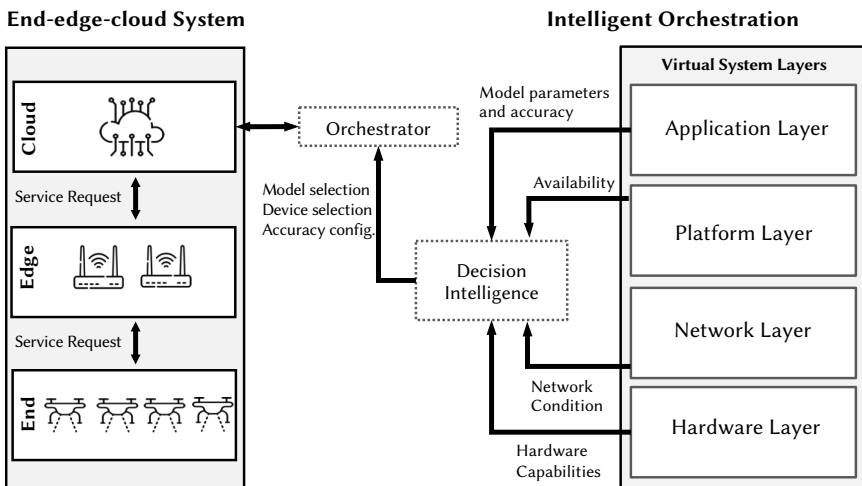 End-edge-cloud System
Intelligent Orchestration
Cloud
Service Request
Edge
Service Request
End
Orchestrator
Model selection
Device selection
Accuracy config.
Decision
Intelligence
Model parameters
and accuracy
Availability
Network
Condition
Hardware
Capabilities
Virtual System Layers
Application Layer
Platform Layer
Network Layer
Hardware Layer